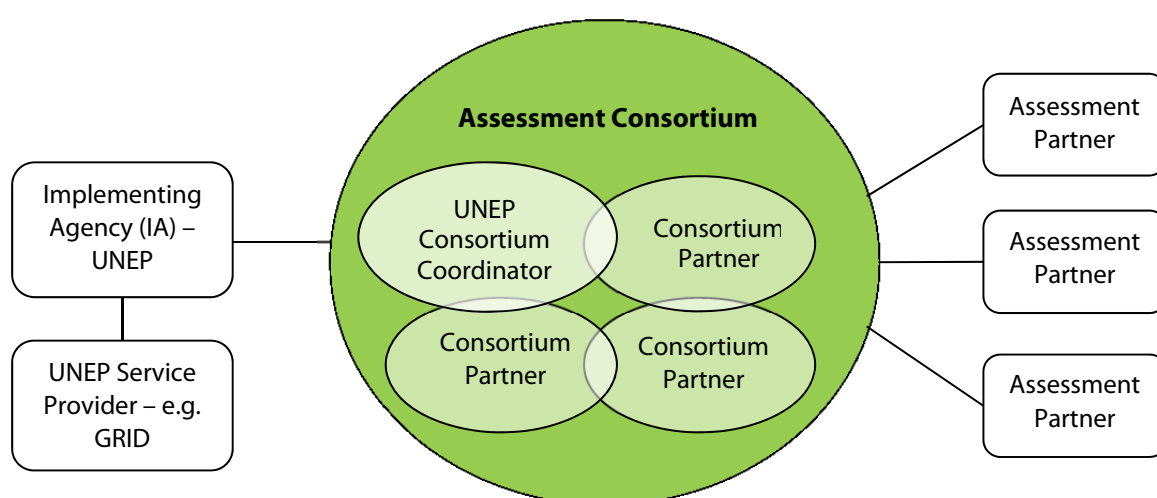 Assessment Consortium
Implementing
Agency (IA) –
UNEP
UNEP Service
Provider – e.g.
GRID
UNEP
Consortium
Coordinator
Consortium
Partner
Consortium
Partner
Consortium
Partner
Assessment
Partner
Assessment
Partner
Assessment
Partner